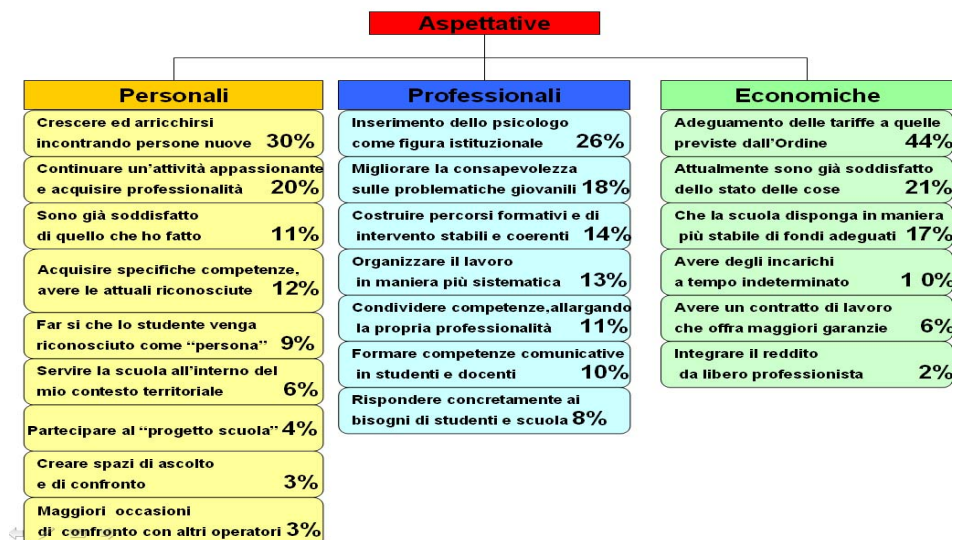 Aspettative
Personali
Crescere ed arricchirsi
incontrando persone nuove 30%
Continuare un'attività appassionante
e acquisire professionalità 20%
Sono già soddisfatto
di quello che ho fatto 11%
Acquisire specifiche competenze,
avere le attuali riconosciute 12%
Far si che lo studente venga
riconosciuto come “persona” 9%
Servire la scuola all'interno del
mio contesto territoriale 6%
Partecipare al “progetto scuola” 4%
Creare spazi di ascolto
e di confronto 3%
Maggiori occasioni
di confronto con altri operatori 3%
Professionali
Inserimento dello psicologo
come figura istituzionale 26%
Migliorare la consapevolezza
sulle problematiche giovanili 18%
Costruire percorsi formativi e di
intervento stabili e coerenti 14%
Organizzare il lavoro
in maniera più sistematica 13%
Condividere competenze,allargando
la propria professionalità 11%
Formare competenze comunicative
in studenti e docenti 10%
Rispondere concretamente ai
bisogni di studenti e scuola 8%
Economiche
Adeguamento delle tariffe a quelle
previste dall'Ordine 44%
Attualmente sono già soddisfatto
dello stato delle cose 21%
Che la scuola disponga in maniera
più stabile di fondi adeguati 17%
Avere degli incarichi
a tempo indeterminato 1 0%
Avere un contratto di lavoro
che offra maggiori garanzie 6%
Integrare il reddito
da libero professionista 2%